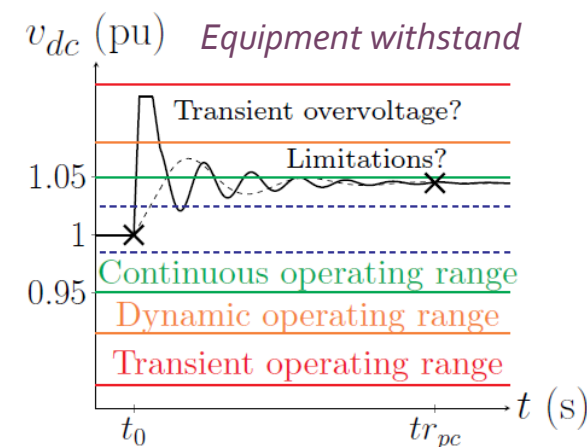 v_dc (pu) Equipment withstand
Transient overvoltage?
Limitations?
1.05
1
Continuous operating range
0.95
Dynamic operating range
Transient operating range
t (s)
t_0 tr_pc